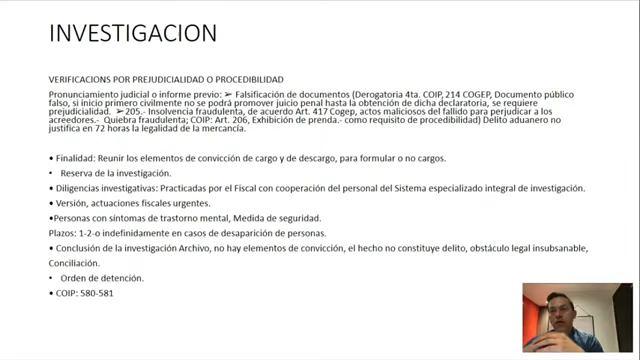 INVESTIGACION
VERIFICACIONS POR PREJUDICIALIDAD O PROCEDIBILIDAD
Pronunciamiento judicial o informe previo: ➢ Falsificación de documentos (Derogatoria 4ta. COIP, 214 COGEP, Documento público
falso, si inicio primero civilmente no se podrá promover juicio penal hasta la obtención de dicha declaratoria, se requiere
prejudicialidad. ➢205.- Insolvencia fraudulenta, de acuerdo Art. 417 Cogep, actos maliciosos del fallido para perjudicar a los
acreedores.- Quiebra fraudulenta; COIP: Art. 206, Exhibición de prenda.- como requisito de procedibilidad) Delito aduanero no
justifica en 72 horas la legalidad de la mercancía.
• Finalidad: Reunir los elementos de convicción de cargo y de descargo, para formular o no cargos.
• Reserva de la investigación.
• Diligencias investigativas: Practicadas por el Fiscal con cooperación del personal del Sistema especializado integral de investigación.
• Versión, actuaciones fiscales urgentes.
•Personas con síntomas de trastorno mental, Medida de seguridad.
Plazos: 1-2-o indefinidamente en casos de desaparición de personas.
• Conclusión de la investigación Archivo, no hay elementos de convicción, el hecho no constituye delito, obstáculo legal insubsanable,
Conciliación.
• Orden de detención.
• COIP: 580-581